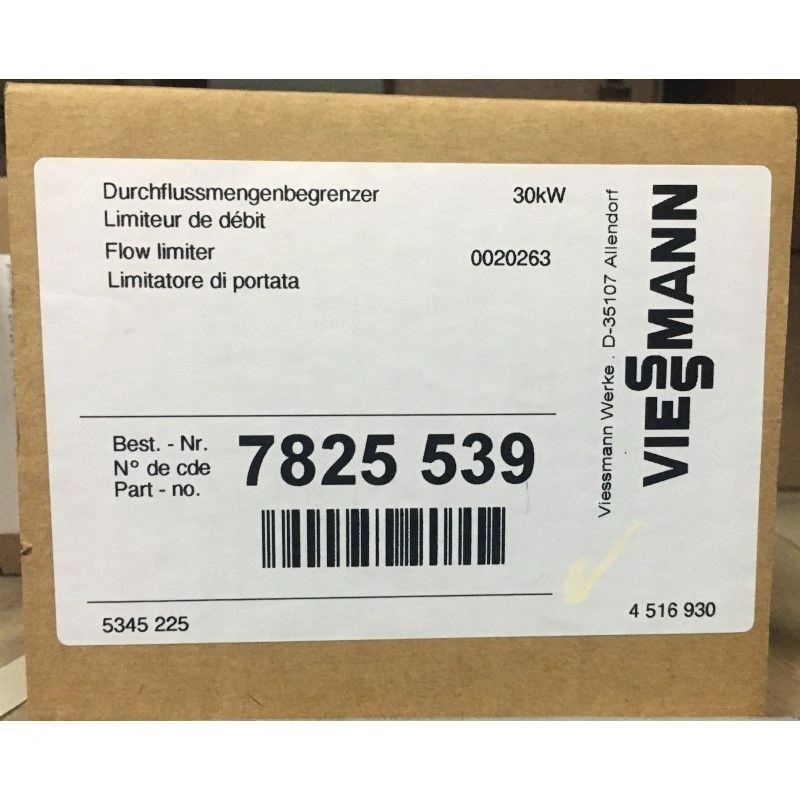 Durchflussmengenbegrenzer 30kW
Limiteur de débit
Flow limiter 0020263
Limitatore di portata
Best. - Nr.
N° de cde
Part - no.
7825 539
5345 225
4 516 930
Viessmann Werke . D-35107 Allendorf
VIESSMANN